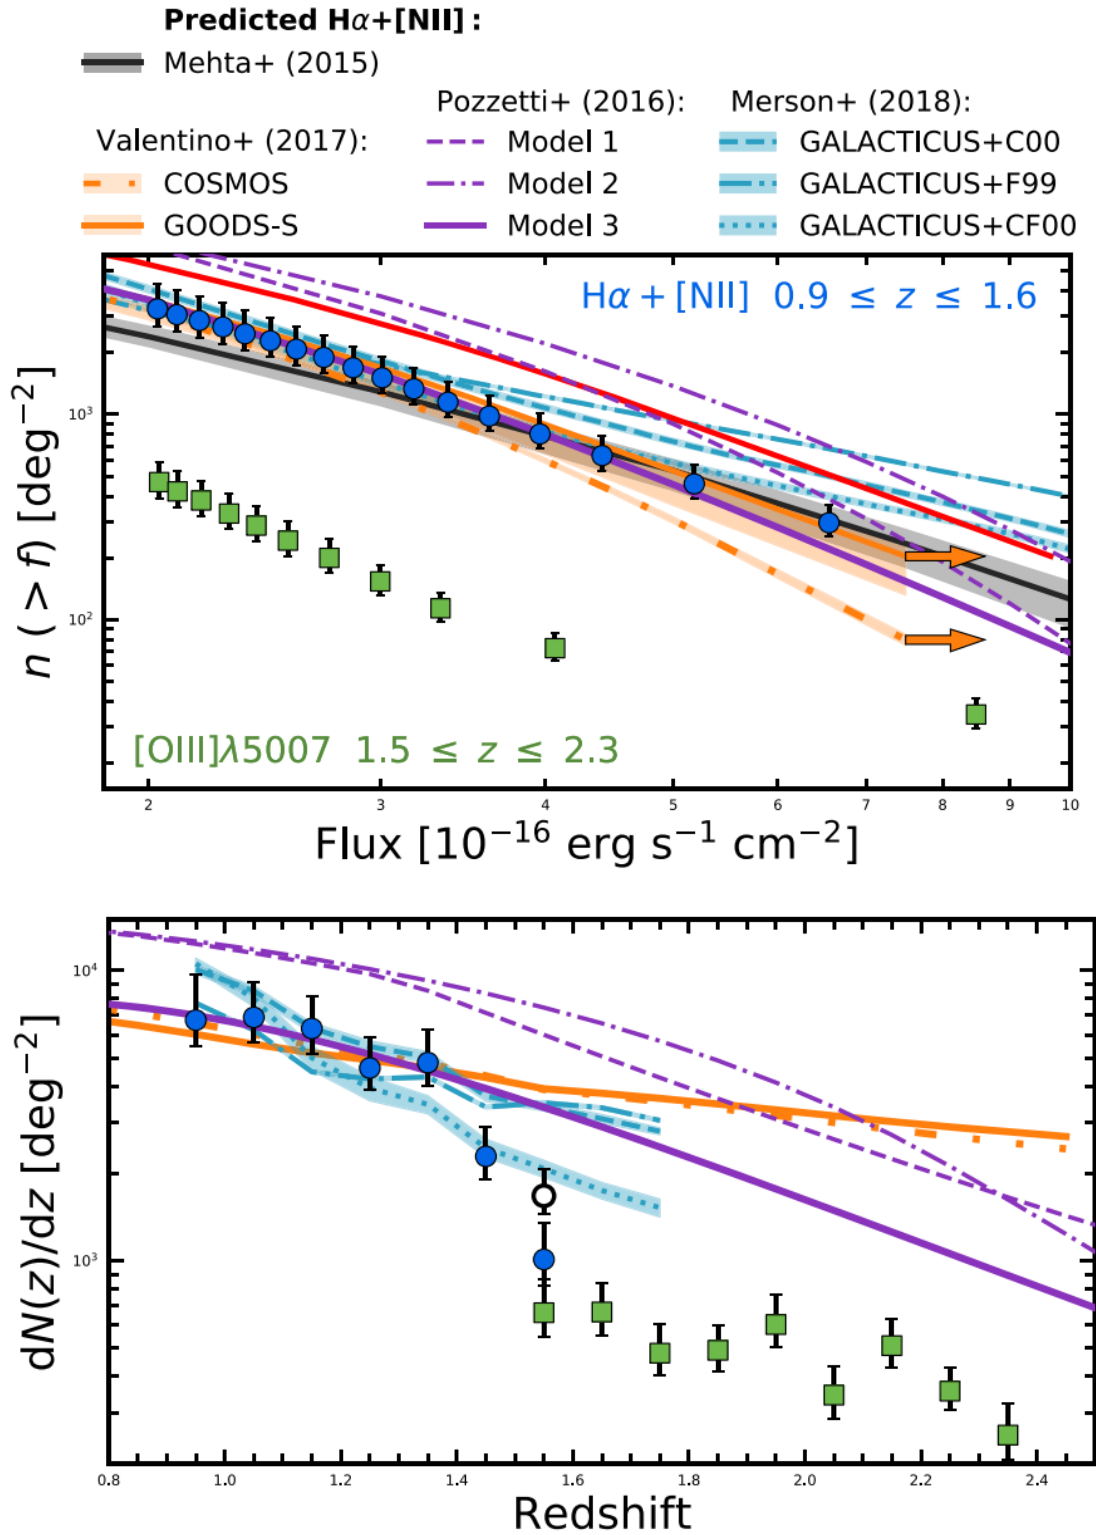 Predicted Hα+[NII] :
Mehta+ (2015)
Valentino+ (2017):
COSMOS
GOODS-S
Pozzetti+ (2016):
Model 1
Model 2
Model 3
Merson+ (2018):
GALACTICUS+C00
GALACTICUS+F99
GALACTICUS+CF00
n (> f) [deg⁻²]
10³
10²
Hα + [NII] 0.9 ≤ z ≤ 1.6
[OIII]λ5007 1.5 ≤ z ≤ 2.3
2 3 4 5 6 7 8 9 10
Flux [10⁻¹⁶ erg s⁻¹ cm⁻²]
dN(z)/dz [deg⁻²]
10⁴
10³
0.8 1.0 1.2 1.4 1.6 1.8 2.0 2.2 2.4
Redshift